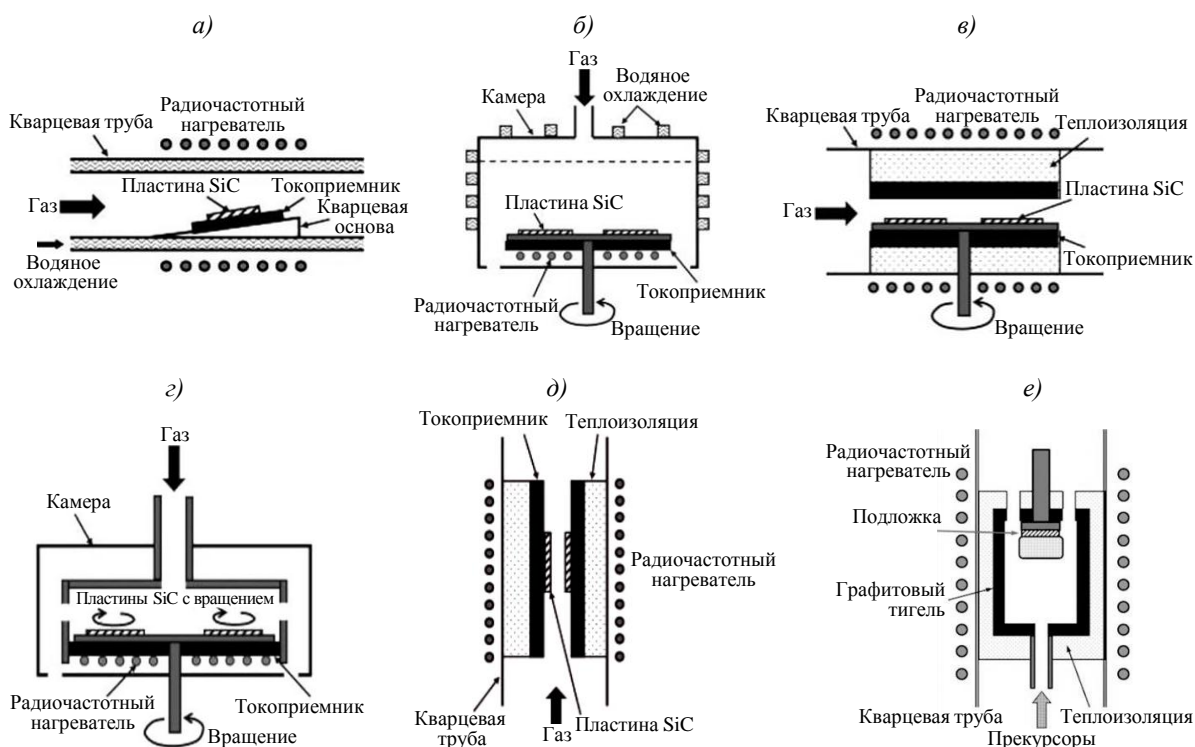 а)
Радиочастотный
нагреватель
Кварцевая труба
Пластина SiC
Токоприемник
Газ
Кварцевая
основа
Водяное
охлаждение
б)
Газ
Водяное
охлаждение
Камера
Пластина SiC
Радиочастотный
нагреватель
Токоприемник
Вращение
в)
Радиочастотный
нагреватель
Кварцевая труба
Теплоизоляция
Пластина SiC
Газ
Токоприемник
Вращение
г)
Газ
Камера
Пластины SiC с вращением
Радиочастотный
нагреватель
Токоприемник
Вращение
д)
Токоприемник
Теплоизоляция
Радиочастотный
нагреватель
Кварцевая
труба
Газ
Пластина SiC
е)
Радиочастотный
нагреватель
Подложка
Графитовый
тигель
Кварцевая труба
Теплоизоляция
Прекурсоры